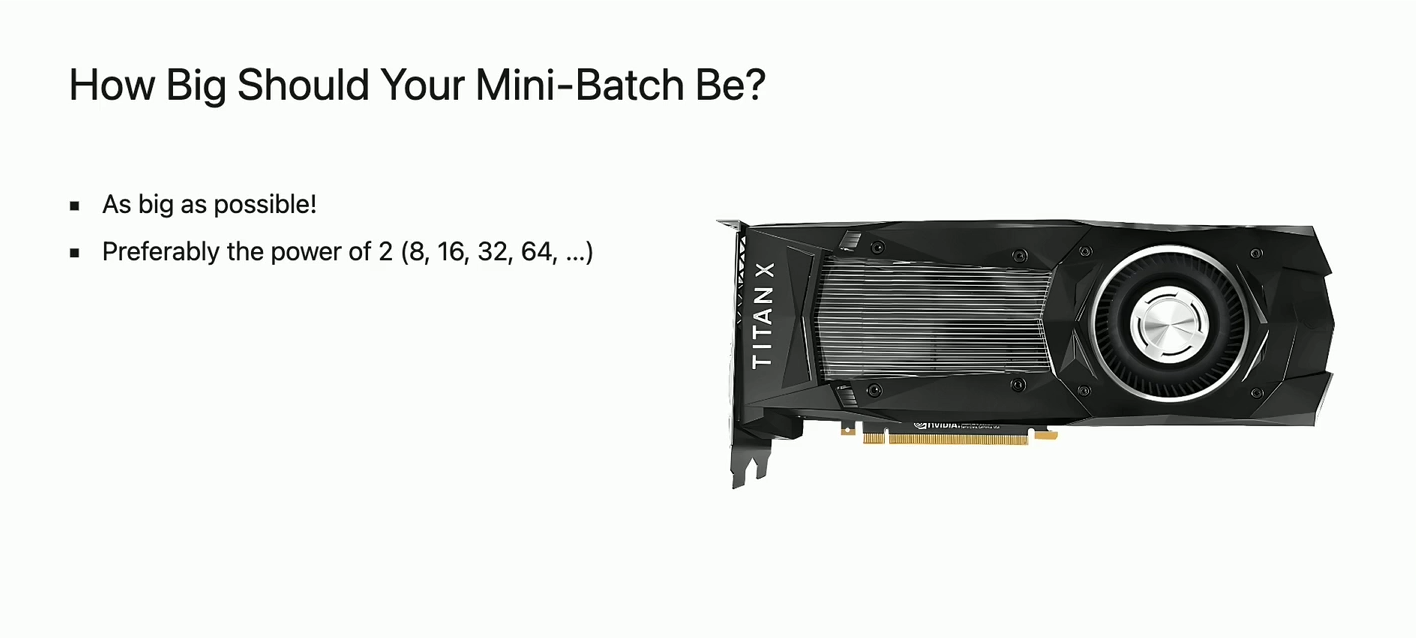 How Big Should Your Mini-Batch Be?
▪ As big as possible!
▪ Preferably the power of 2 (8, 16, 32, 64, ...)
TITAN X
NVIDIA.